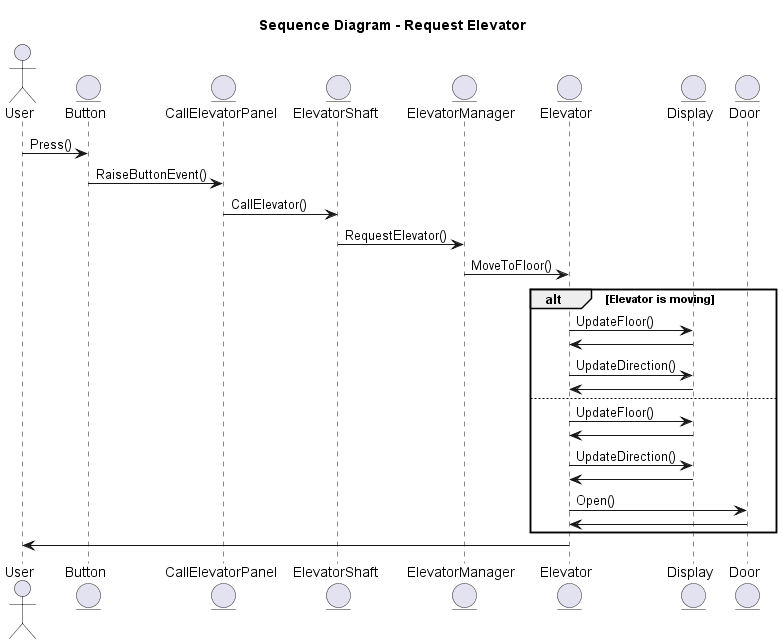 Sequence Diagram - Request Elevator
User Button CallElevatorPanel ElevatorShaft ElevatorManager Elevator Display Door
Press()
RaiseButtonEvent()
CallElevator()
RequestElevator()
MoveToFloor()
alt [Elevator is moving]
UpdateFloor()
UpdateDirection()
UpdateFloor()
UpdateDirection()
Open()
User Button CallElevatorPanel ElevatorShaft ElevatorManager Elevator Display Door